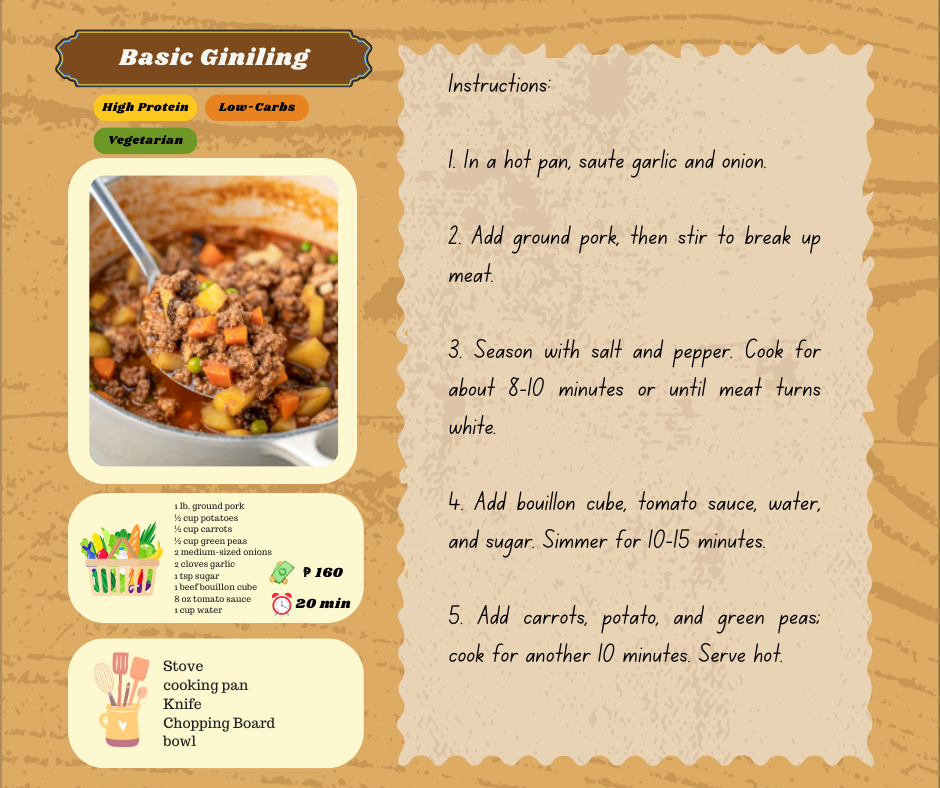 Basic Giniling
High Protein
Low-Carbs
Vegetarian
1 lb. ground pork
½ cup potatoes
½ cup carrots
½ cup green peas
2 medium-sized onions
2 cloves garlic
1 tsp sugar
1 beef bouillon cube
8 oz tomato sauce
1 cup water
₱ 160
20 min
Stove
cooking pan
Knife
Chopping Board
bowl
Instructions:
1. In a hot pan, saute garlic and onion.
2. Add ground pork, then stir to break up
meat.
3. Season with salt and pepper. Cook for
about 8-10 minutes or until meat turns
white.
4. Add bouillon cube, tomato sauce, water,
and sugar. Simmer for 10-15 minutes.
5. Add carrots, potato, and green peas;
cook for another 10 minutes. Serve hot.